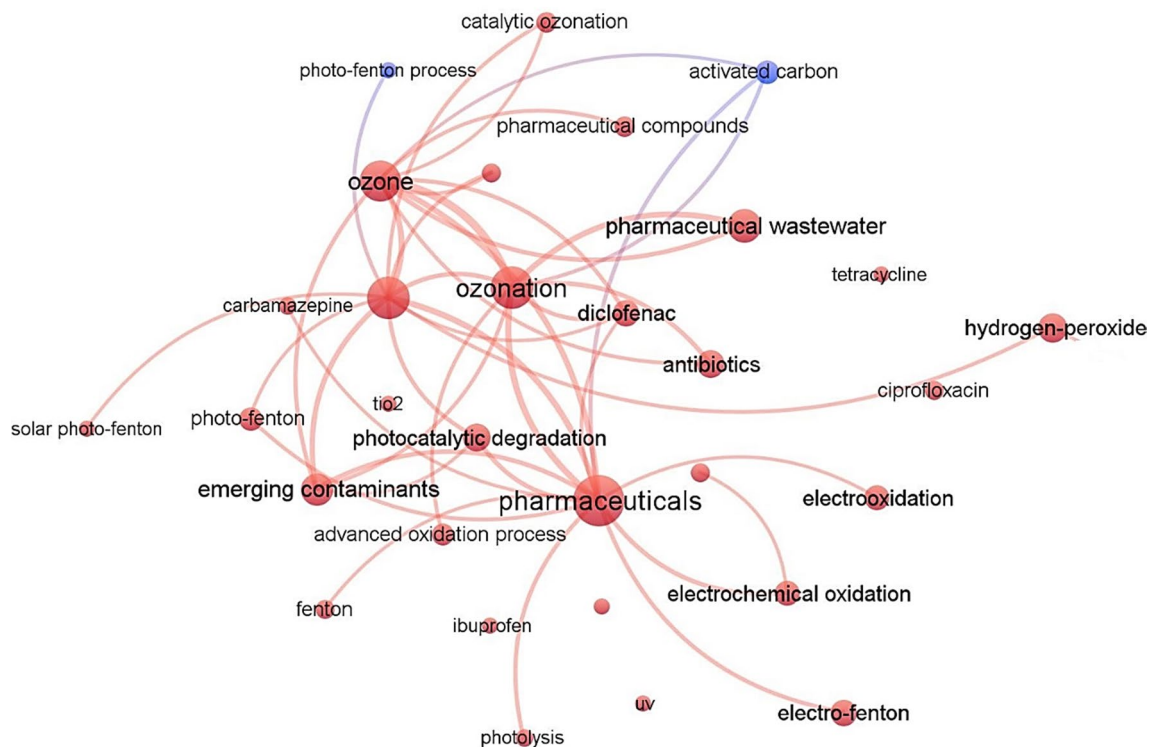 catalytic ozonation
photo-fenton process
activated carbon
pharmaceutical compounds
ozone
pharmaceutical wastewater
tetracycline
ozonation
carbamazepine
diclofenac
hydrogen-peroxide
antibiotics
ciprofloxacin
tio2
photo-fenton
solar photo-fenton
photocatalytic degradation
emerging contaminants
pharmaceuticals
electrooxidation
advanced oxidation process
electrochemical oxidation
fenton
ibuprofen
uv
electro-fenton
photolysis